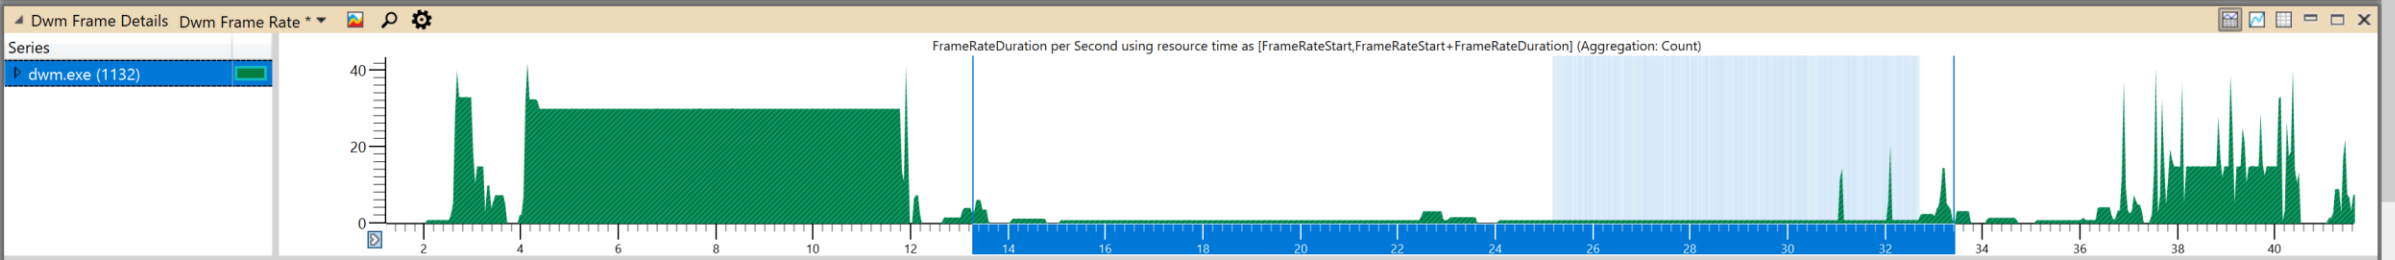 Dwm Frame Details Dwm Frame Rate *
Series
dwm.exe (1132)
FrameRateDuration per Second using resource time as [FrameRateStart,FrameRateStart+FrameRateDuration] (Aggregation: Count)
40
20
0
2 4 6 8 10 12 14 16 18 20 22 24 26 28 30 32 34 36 38 40